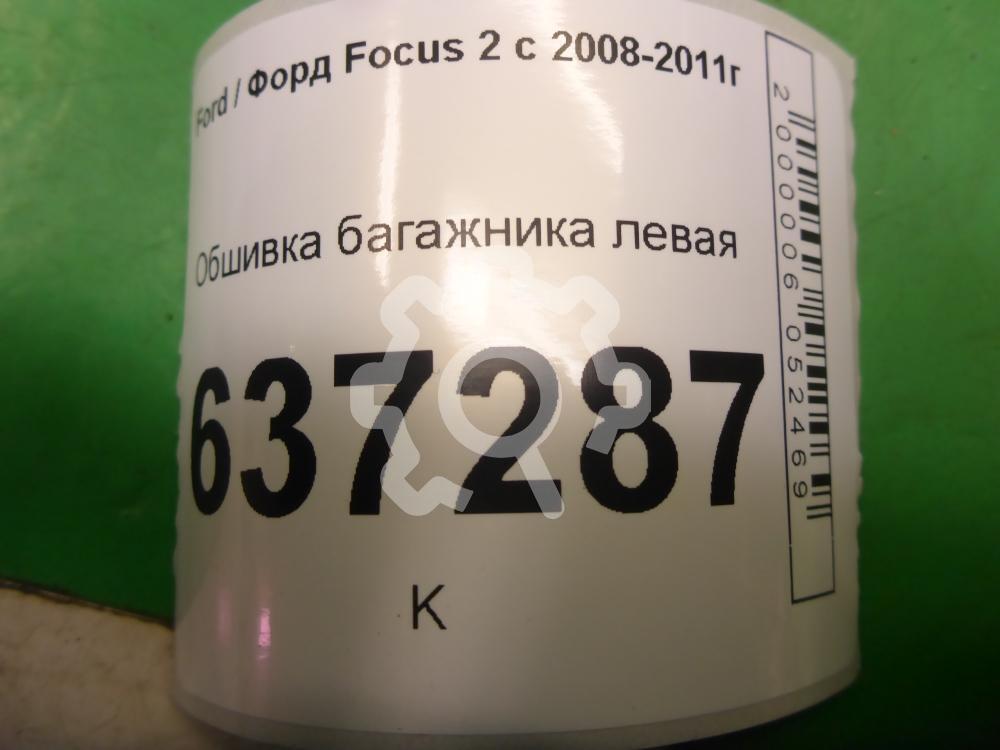 Ford / Форд Focus 2 с 2008-2011г
Обшивка багажника левая
637287
К
2000006052469